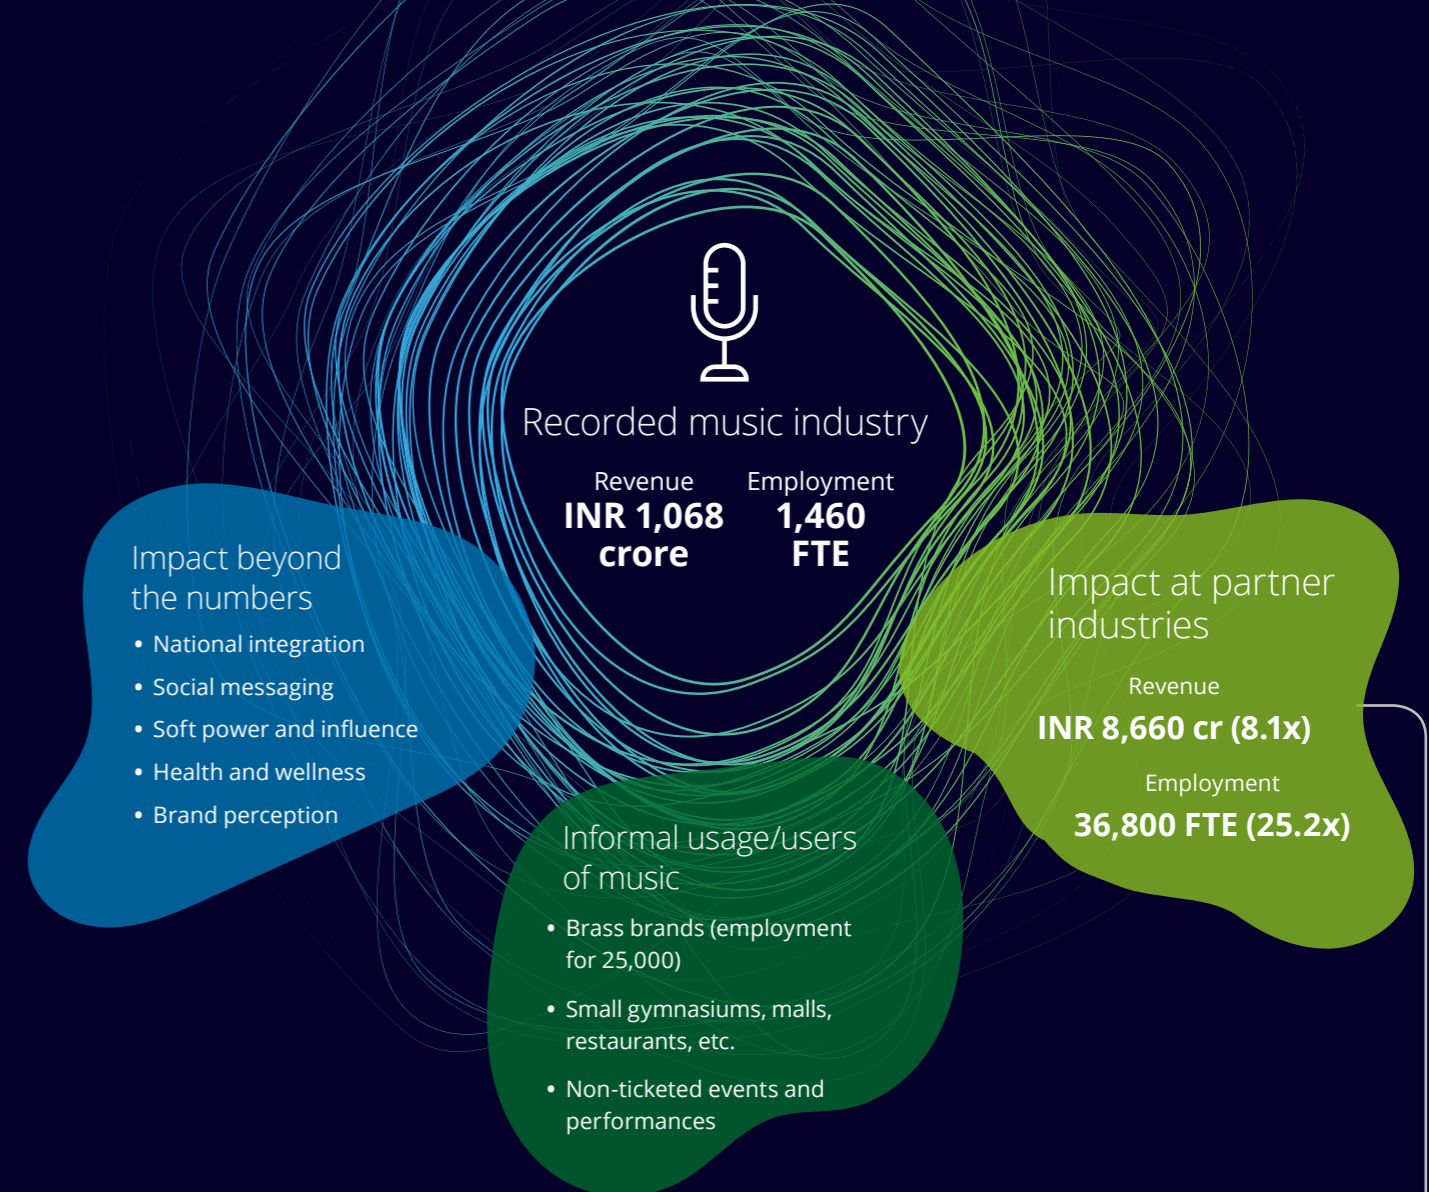 Recorded music industry
Revenue
INR 1,068
crore
Employment
1,460
FTE
Impact beyond
the numbers
• National integration
• Social messaging
• Soft power and influence
• Health and wellness
• Brand perception
Informal usage/users
of music
• Brass brands (employment
for 25,000)
• Small gymnasiums, malls,
restaurants, etc.
• Non-ticketed events and
performances
Impact at partner
industries
Revenue
INR 8,660 cr (8.1x)
Employment
36,800 FTE (25.2x)